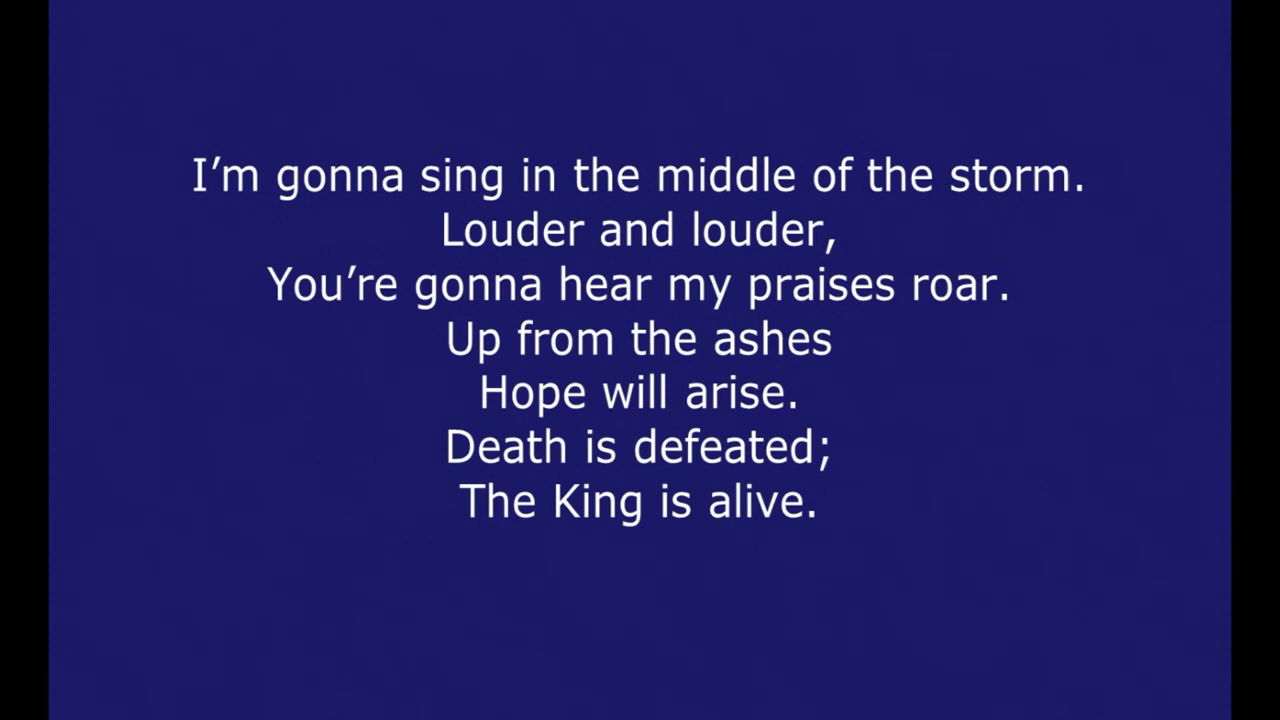 I’m gonna sing in the middle of the storm.
Louder and louder,
You’re gonna hear my praises roar.
Up from the ashes
Hope will arise.
Death is defeated;
The King is alive.